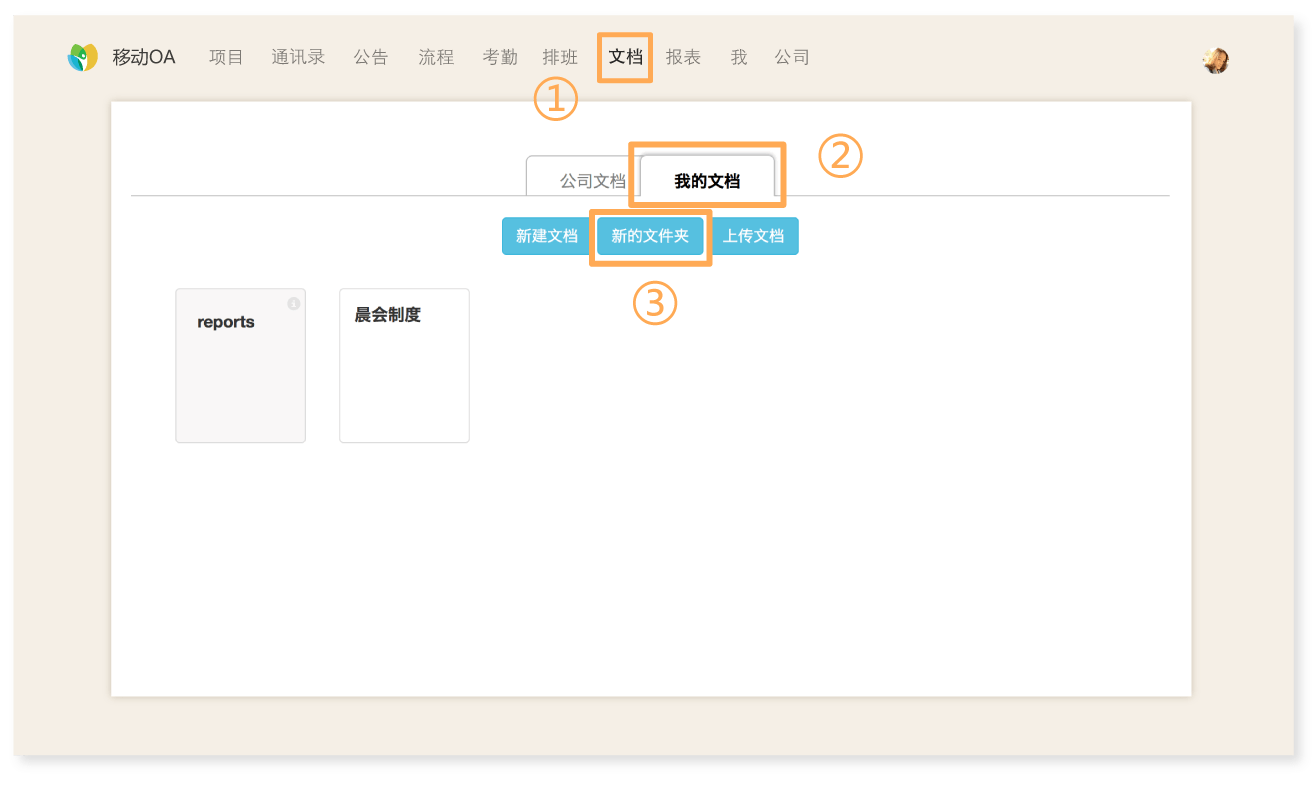 移动OA 项目 通讯录 公告 流程 考勤 排班 文档 报表 我 公司
①
②
公司文档 我的文档
新建文档 新的文件夹 上传文档
③
reports 晨会制度